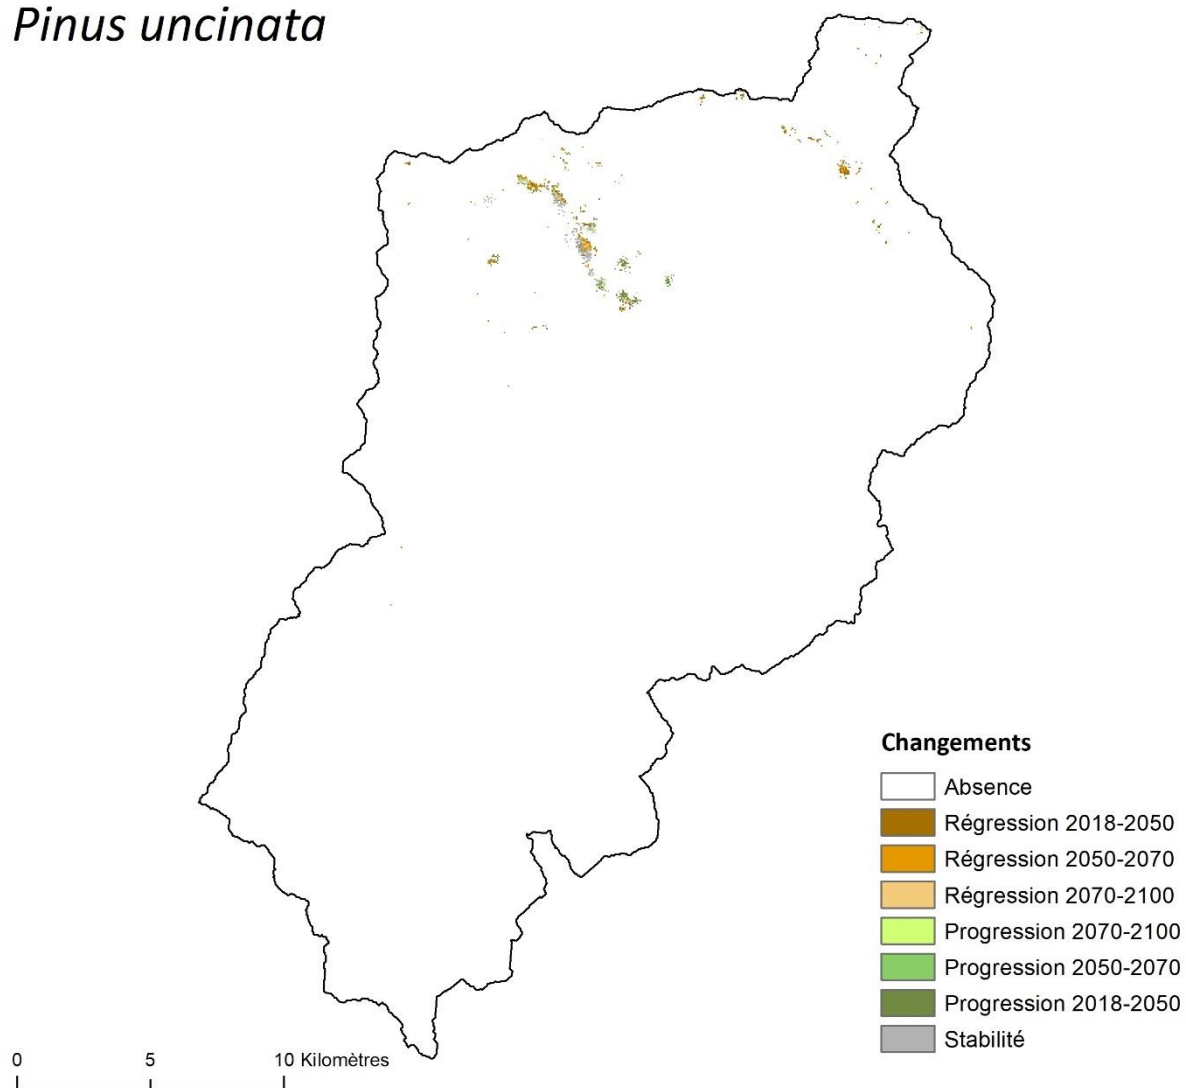 Pinus uncinata
Changements
Absence
Régression 2018-2050
Régression 2050-2070
Régression 2070-2100
Progression 2070-2100
Progression 2050-2070
Progression 2018-2050
Stabilité
0 5 10 Kilomètres